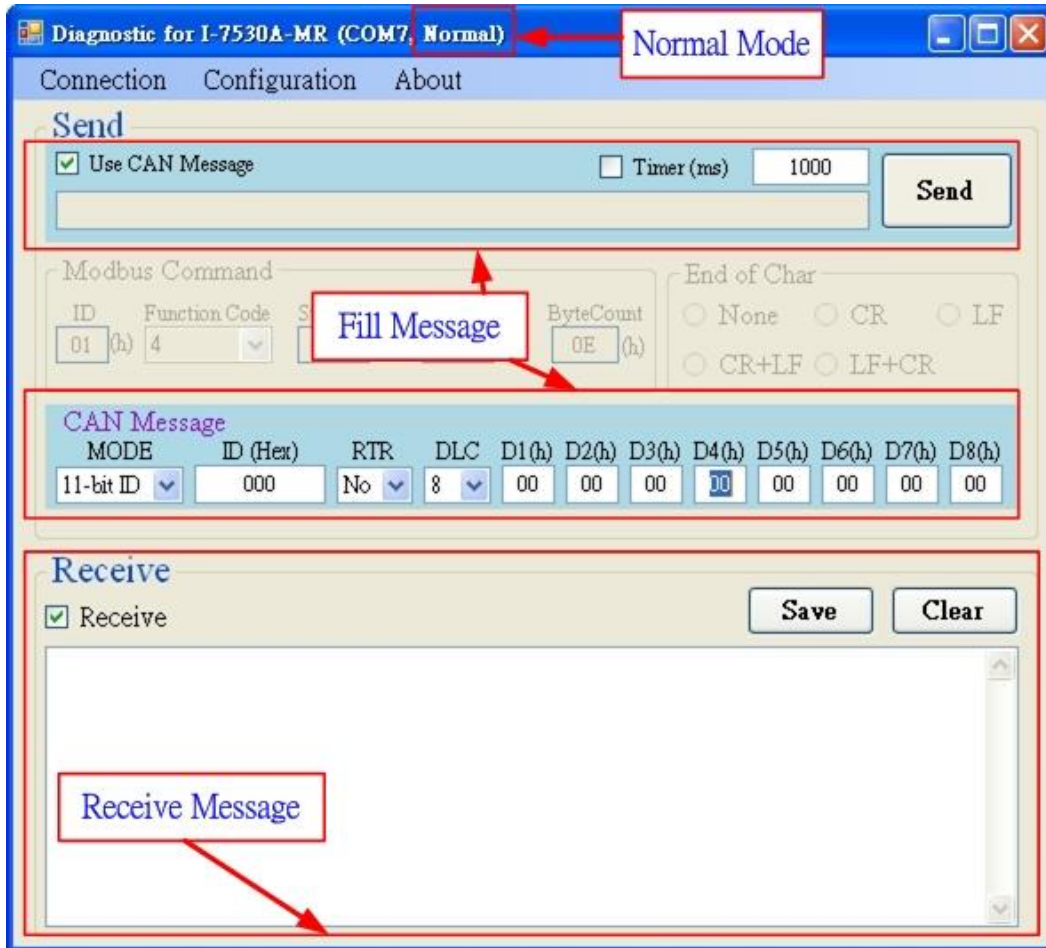 Diagnostic for I-7530A-MR (COM7, Normal)
Normal Mode
Connection Configuration About
Send
Use CAN Message
Timer (ms) 1000
Send
Modbus Command
End of Char
ID Function Code ByteCount
01 (h) 4 0E (h)
None CR LF
CR+LF LF+CR
Fill Message
CAN Message
MODE ID (Hex) RTR DLC D1(h) D2(h) D3(h) D4(h) D5(h) D6(h) D7(h) D8(h)
11-bit ID 000 No 8 00 00 00 00 00 00 00 00
Receive
Receive
Save Clear
Receive Message